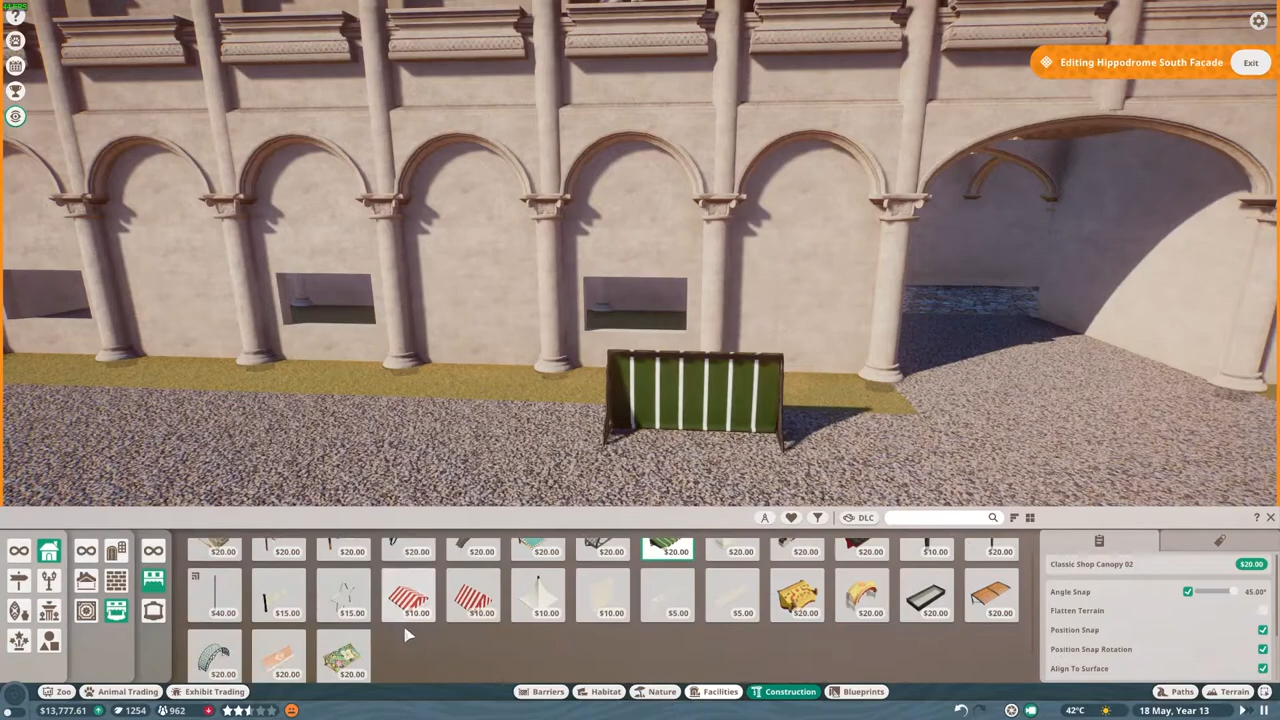 Editing Hippodrome South Facade
Exit
DLC
?
$20.00 $20.00 $20.00 $20.00 $20.00 $20.00 $20.00 $20.00 $20.00 $20.00 $20.00 $10.00 $20.00
Classic Shop Canopy 02 $20.00
$40.00 $15.00 $15.00 $10.00 $10.00 $10.00 $10.00 $5.00 $5.00 $20.00 $20.00 $20.00 $20.00
Angle Snap 45.00°
Flatten Terrain
Position Snap
Position Snap Rotation
Align To Surface
$20.00 $20.00 $20.00
Zoo Animal Trading Exhibit Trading Barriers Habitat Nature Facilities Construction Blueprints Paths Terrain
$13,777.61 1254 962 42°C 18 May, Year 13